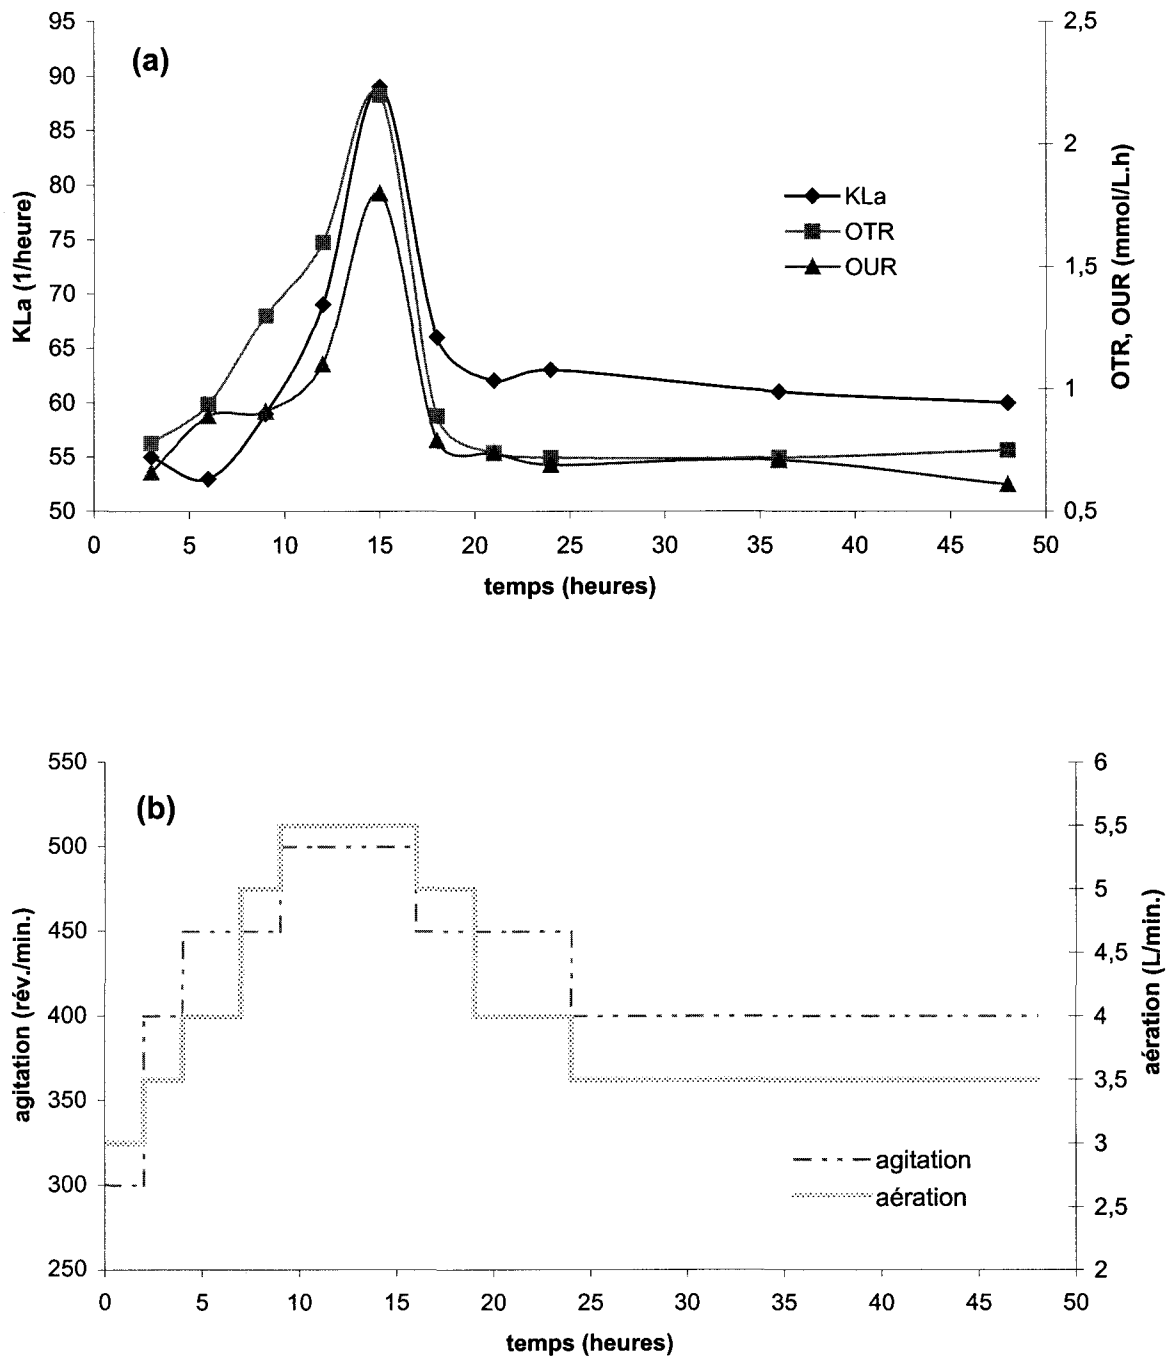 (a)
KLa (1/heure)
95
90
85
80
75
70
65
60
55
50
2,5
2
1,5
1
0,5
OTR, OUR (mmol/L.h)
KLa
OTR
OUR
0 5 10 15 20 25 30 35 40 45 50
temps (heures)
(b)
agitation (rév./min.)
550
500
450
400
350
300
250
6
5,5
5
4,5
4
3,5
3
2,5
2
aération (L/min.)
agitation
aération
0 5 10 15 20 25 30 35 40 45 50
temps (heures)